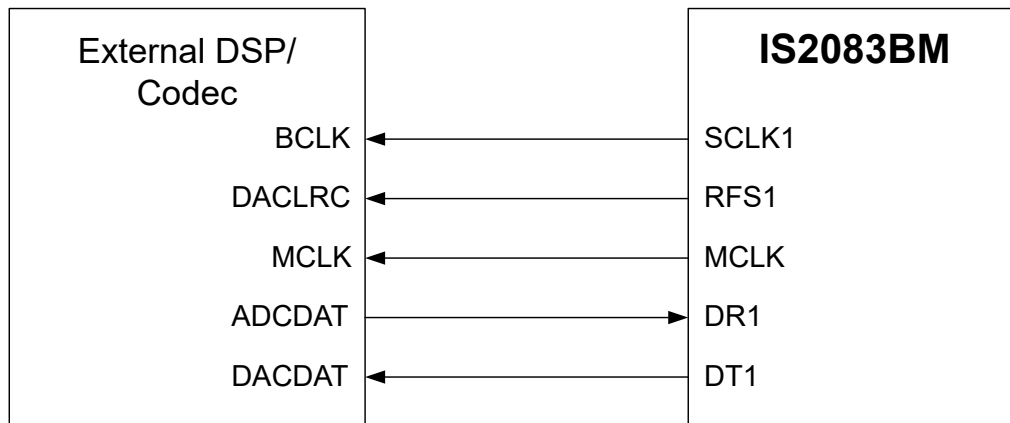 External DSP/
Codec
BCLK
DACLRC
MCLK
ADCDAT
DACDAT
IS2083BM
SCLK1
RFS1
MCLK
DR1
DT1